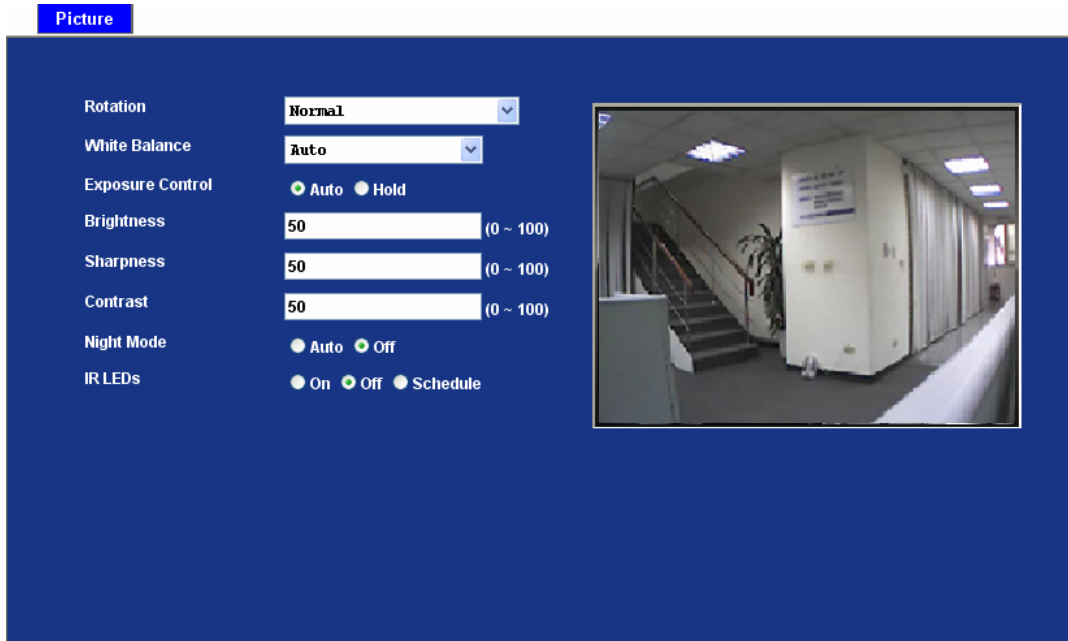 Picture
Rotation Normal
White Balance Auto
Exposure Control Auto Hold
Brightness 50 (0 ~ 100)
Sharpness 50 (0 ~ 100)
Contrast 50 (0 ~ 100)
Night Mode Auto Off
IR LEDs On Off Schedule